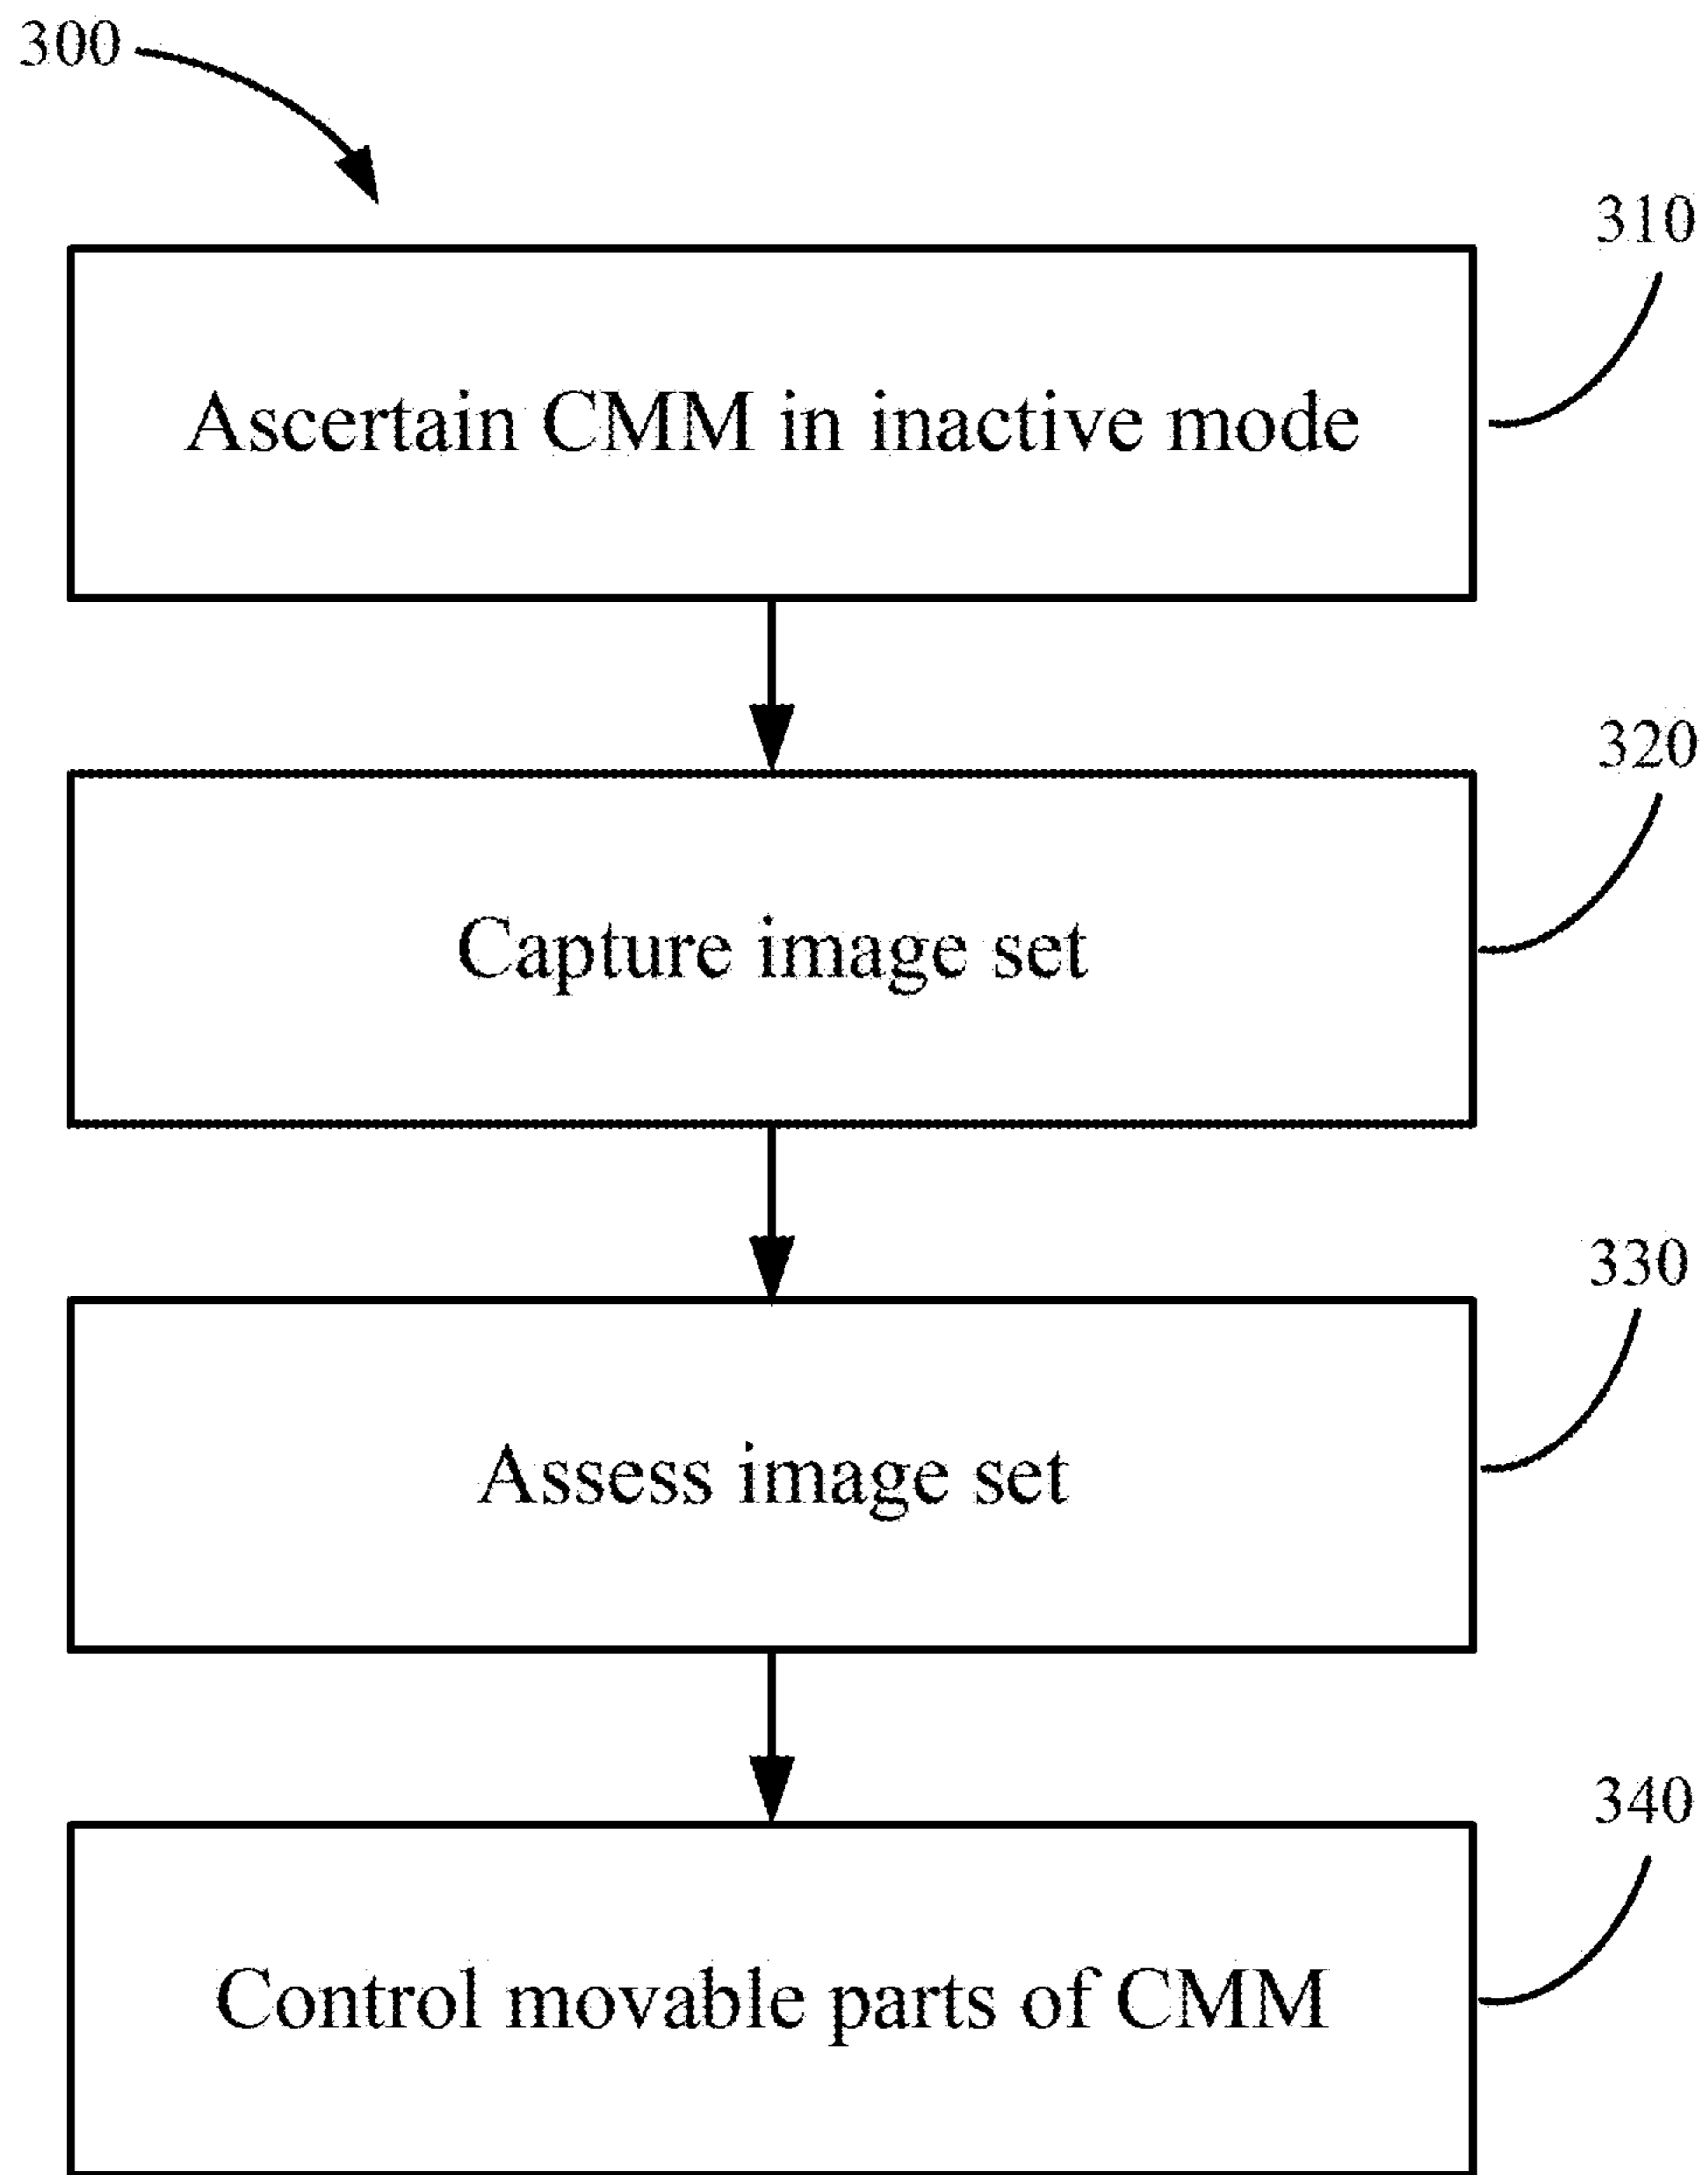 300
310
Ascertain CMM in inactive mode
320
Capture image set
330
Assess image set
340
Control movable parts of CMM